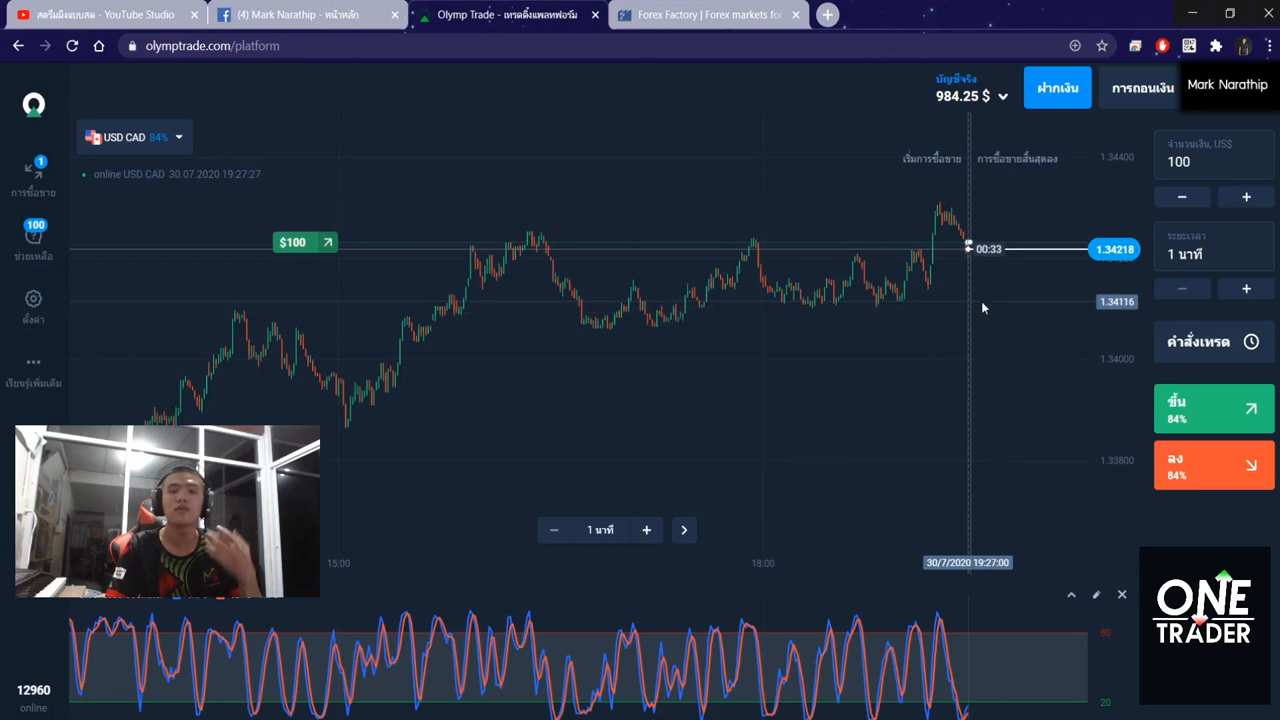 สตรีมมิงแบบสด - YouTube Studio
(4) Mark Narathip - หน้าหลัก
Olymp Trade - เทรดดิ้งแพลทฟอร์ม
Forex Factory | Forex markets for
olymptrade.com/platform
บัญชีจริง
984.25 $
ฝากเงิน
การถอนเงิน
Mark Narathip
USD CAD 84%
online USD CAD 30.07.2020 19:27:27
เริ่มการซื้อขาย
การซื้อขายสิ้นสุดลง
1.34400
จำนวนเงิน, US$
100
1
การซื้อขาย
100
ช่วยเหลือ
ตั้งค่า
เรียนรู้เพิ่มเติม
$100
00:33
1.34218
1.34116
1.34000
1.33800
ระยะเวลา
1 นาที
คำสั่งเทรด
ขึ้น
84%
ลง
84%
1 นาที
15:00
18:00
30/7/2020 19:27:00
80
20
12960
online
ONE
TRADER